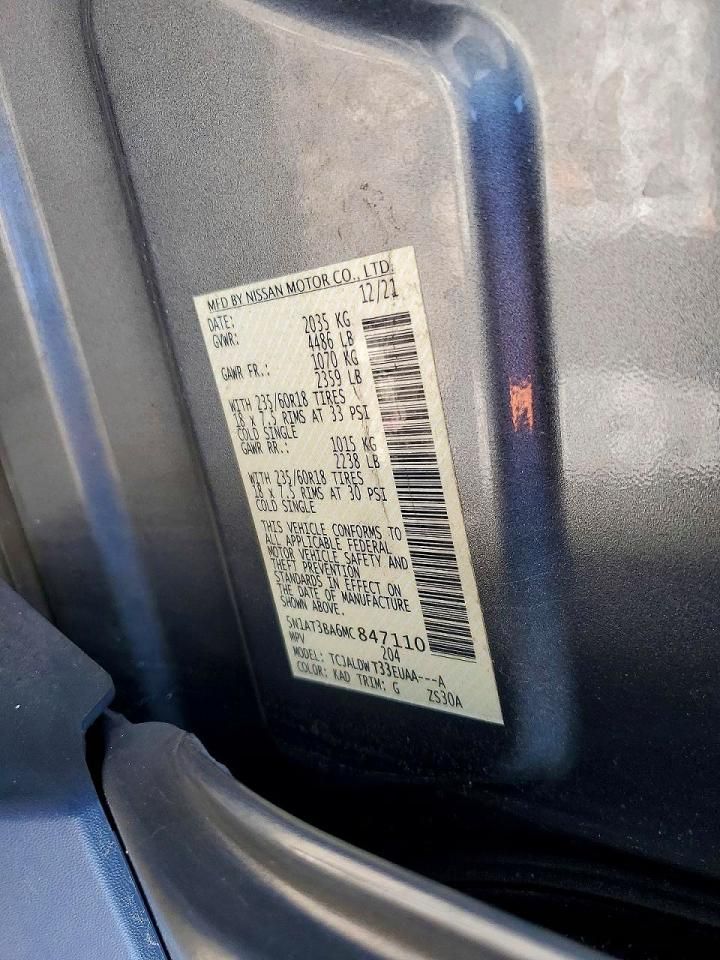 MFD BY NISSAN MOTOR CO., LTD.
DATE: 12/21
GVWR: 2035 KG
4486 LB
GAWR FR.: 1070 KG
2359 LB
WITH 235/60R18 TIRES
18 x 7.5 RIMS AT 33 PSI
COLD SINGLE
GAWR RR.: 1015 KG
2238 LB
WITH 235/60R18 TIRES
18 x 7.5 RIMS AT 30 PSI
COLD SINGLE
THIS VEHICLE CONFORMS TO
ALL APPLICABLE FEDERAL
MOTOR VEHICLE SAFETY AND
THEFT PREVENTION
STANDARDS IN EFFECT ON
THE DATE OF MANUFACTURE
SHOWN ABOVE.
5N1AT3BA6MC847110
MPV 204
MODEL: TCJALDWT33EUAA---A
COLOR: KAD TRIM: G ZS30A